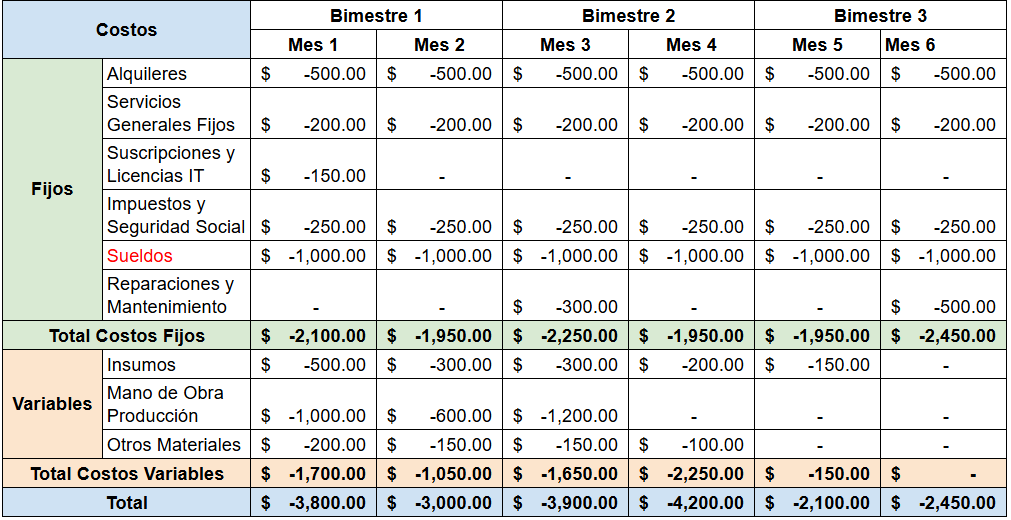 Costos Bimestre 1 Bimestre 2 Bimestre 3
Mes 1 Mes 2 Mes 3 Mes 4 Mes 5 Mes 6
Fijos
Alquileres $ -500.00 $ -500.00 $ -500.00 $ -500.00 $ -500.00 $ -500.00
Servicios
Generales Fijos $ -200.00 $ -200.00 $ -200.00 $ -200.00 $ -200.00 $ -200.00
Suscripciones y
Licencias IT $ -150.00 - - - - -
Impuestos y
Seguridad Social $ -250.00 $ -250.00 $ -250.00 $ -250.00 $ -250.00 $ -250.00
Sueldos $ -1,000.00 $ -1,000.00 $ -1,000.00 $ -1,000.00 $ -1,000.00 $ -1,000.00
Reparaciones y
Mantenimiento - - $ -300.00 - - $ -500.00
Total Costos Fijos $ -2,100.00 $ -1,950.00 $ -2,250.00 $ -1,950.00 $ -1,950.00 $ -2,450.00
Variables
Insumos $ -500.00 $ -300.00 $ -300.00 $ -200.00 $ -150.00 -
Mano de Obra
Producción $ -1,000.00 $ -600.00 $ -1,200.00 - - -
Otros Materiales $ -200.00 $ -150.00 $ -150.00 $ -100.00 - -
Total Costos Variables $ -1,700.00 $ -1,050.00 $ -1,650.00 $ -2,250.00 $ -150.00 $ -
Total $ -3,800.00 $ -3,000.00 $ -3,900.00 $ -4,200.00 $ -2,100.00 $ -2,450.00